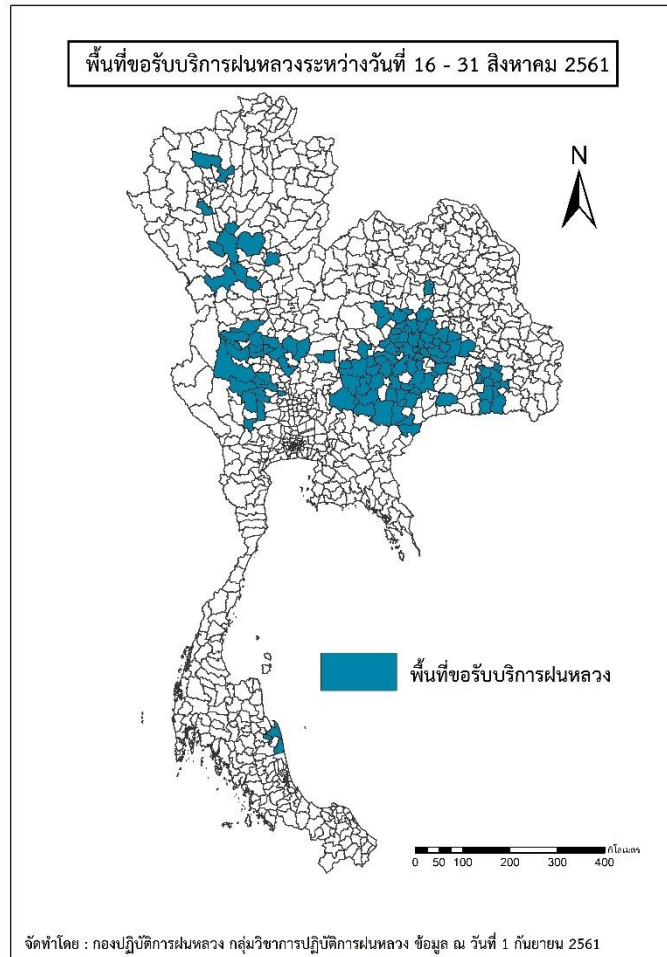 พื้นที่ขอรับบริการฝนหลวงระหว่างวันที่ 16 - 31 สิงหาคม 2561
N
พื้นที่ขอรับบริการฝนหลวง
กิโลเมตร
0 50 100 200 300 400
จัดทำโดย : กองปฏิบัติการฝนหลวง กลุ่มวิชาการปฏิบัติการฝนหลวง ข้อมูล ณ วันที่ 1 กันยายน 2561